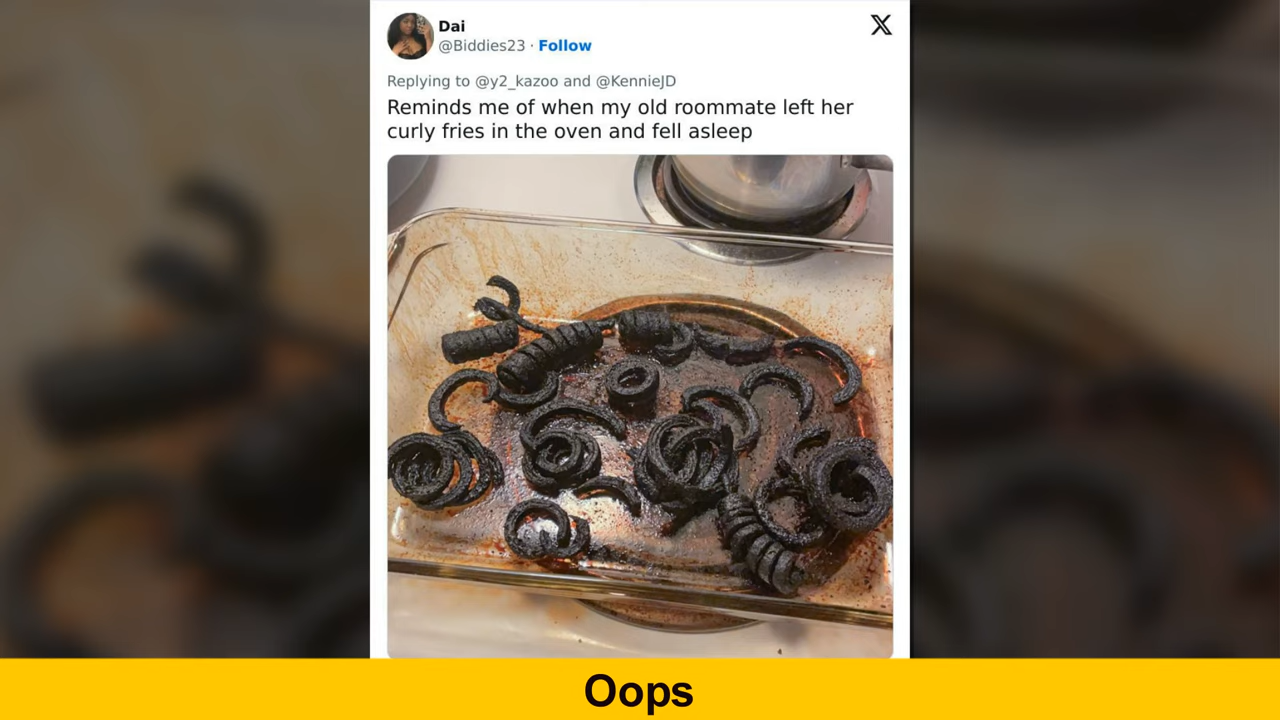 Dai
@Biddies23 · Follow
Replying to @y2_kazoo and @KennieJD
Reminds me of when my old roommate left her
curly fries in the oven and fell asleep
Oops